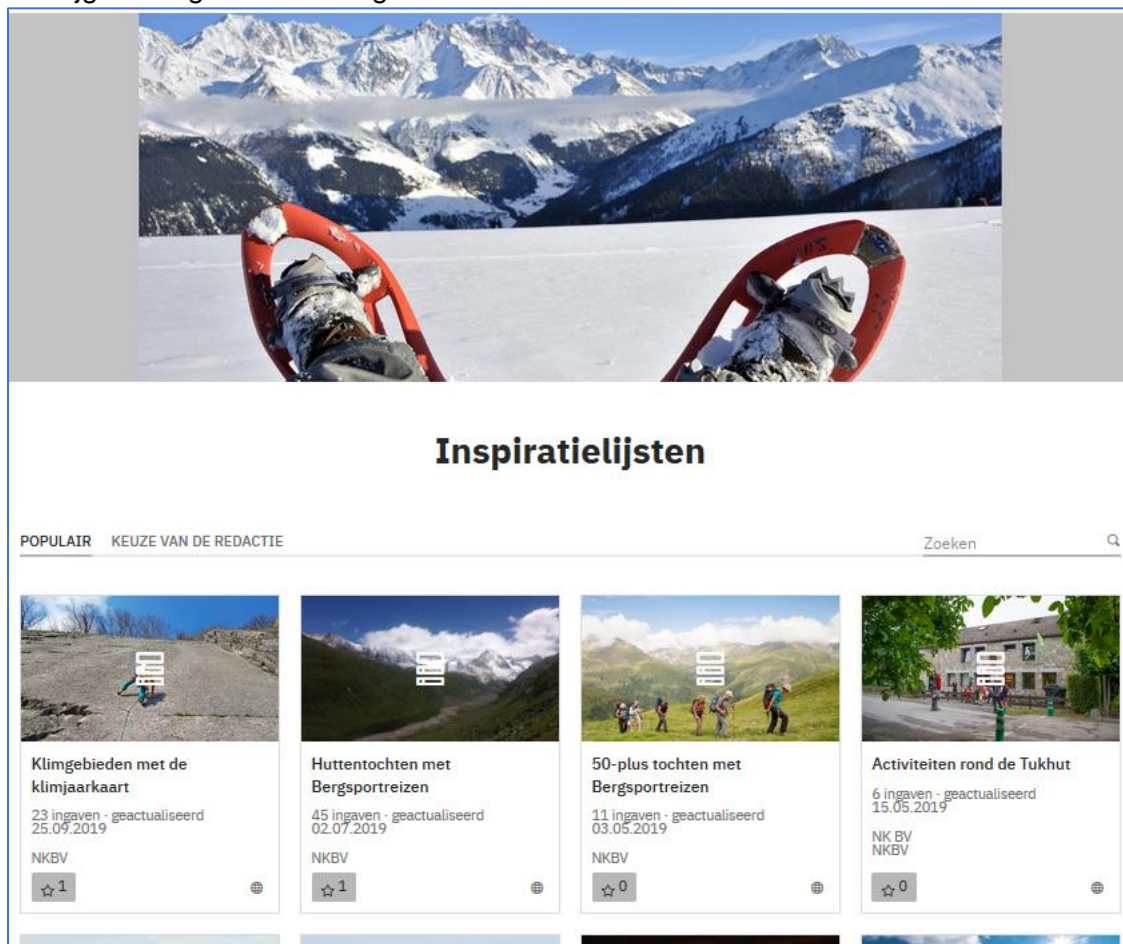 Inspiratielijsten
POPULAIR KEUZE VAN DE REDACTIE
Zoeken
Klimgebieden met de
klimjaarkaart
23 ingaven · geactualiseerd
25.09.2019
NKBV
1
Huttentochten met
Bergsportreizen
45 ingaven · geactualiseerd
02.07.2019
NKBV
1
50-plus tochten met
Bergsportreizen
11 ingaven · geactualiseerd
03.05.2019
NKBV
0
Activiteiten rond de Tukhut
6 ingaven · geactualiseerd
15.05.2019
NK BV
NKBV
0